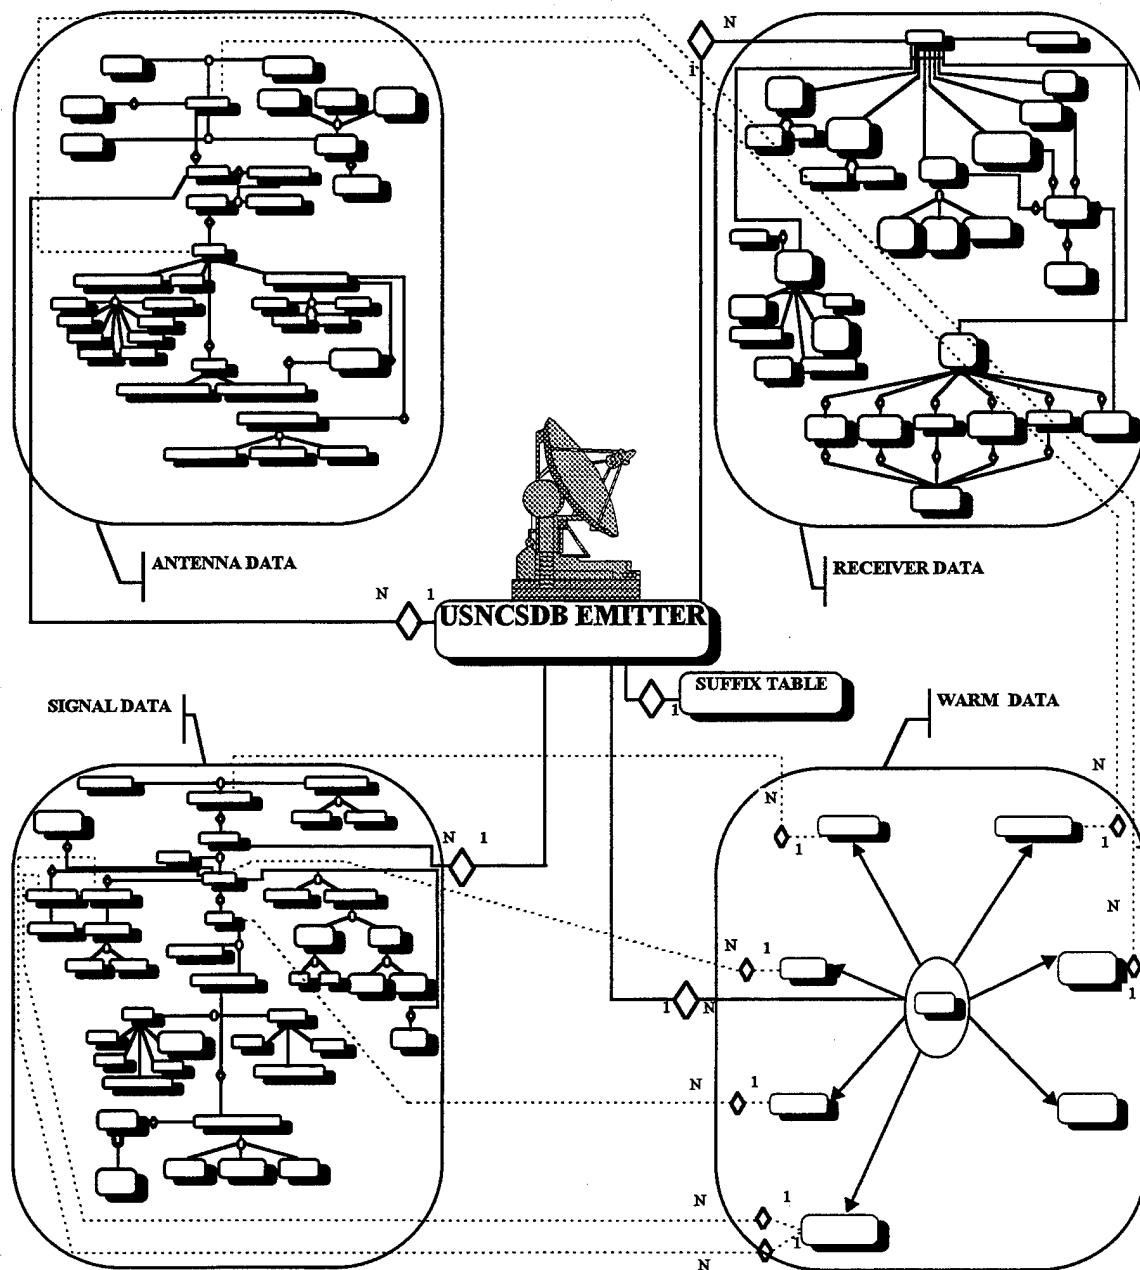 N
1
ANTENNA DATA
RECEIVER DATA
N
1
USNCSDB EMITTER
SUFFIX TABLE
1
SIGNAL DATA
WARM DATA
N
N
N
1
1
1
N
N
1
1
N
1
N
1
N
1
N
1
N